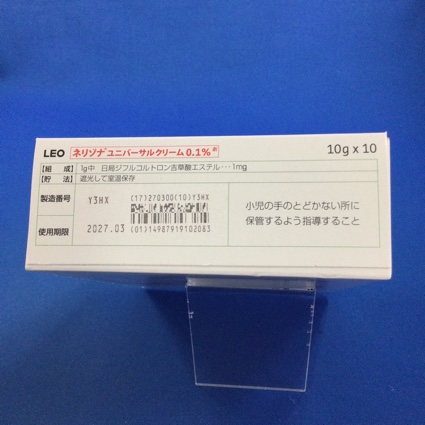 LEO ネリゾナ®ユニバーサルクリーム0.1% 10g x 10
【組 成】 1g中 日局ジフルコルトロン吉草酸エステル･･･1mg
【貯 法】 遮光して室温保存
製造番号 Y3HX (17)270300(10)Y3HX
小児の手のとどかない所に
保管するよう指導すること
使用期限 2027.03 (01)14987919102083